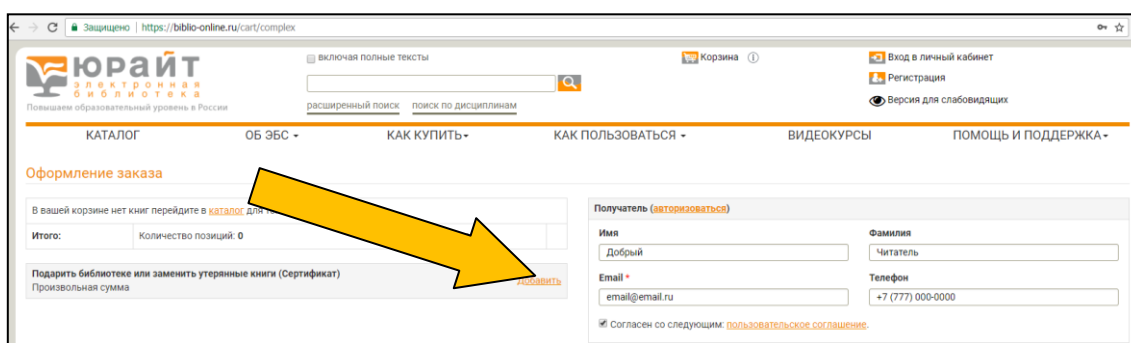 Защищено | https://biblio-online.ru/cart/complex
юрайт
электронная
библиотека
Повышаем образовательный уровень в России
включая полные тексты
расширенный поиск поиск по дисциплинам
Корзина
Вход в личный кабинет
Регистрация
Версия для слабовидящих
КАТАЛОГ ОБ ЭБС КАК КУПИТЬ КАК ПОЛЬЗОВАТЬСЯ ВИДЕОКУРСЫ ПОМОЩЬ И ПОДДЕРЖКА
Оформление заказа
В вашей корзине нет книг перейдите в каталог для
Итого: Количество позиций: 0
Подарить библиотеке или заменить утерянные книги (Сертификат)
Произвольная сумма
Добавить
Получатель (авторизоваться)
Имя Фамилия
Добрый Читатель
Email * Телефон
email@email.ru +7 (777) 000-0000
Согласен со следующим: пользовательское соглашение.